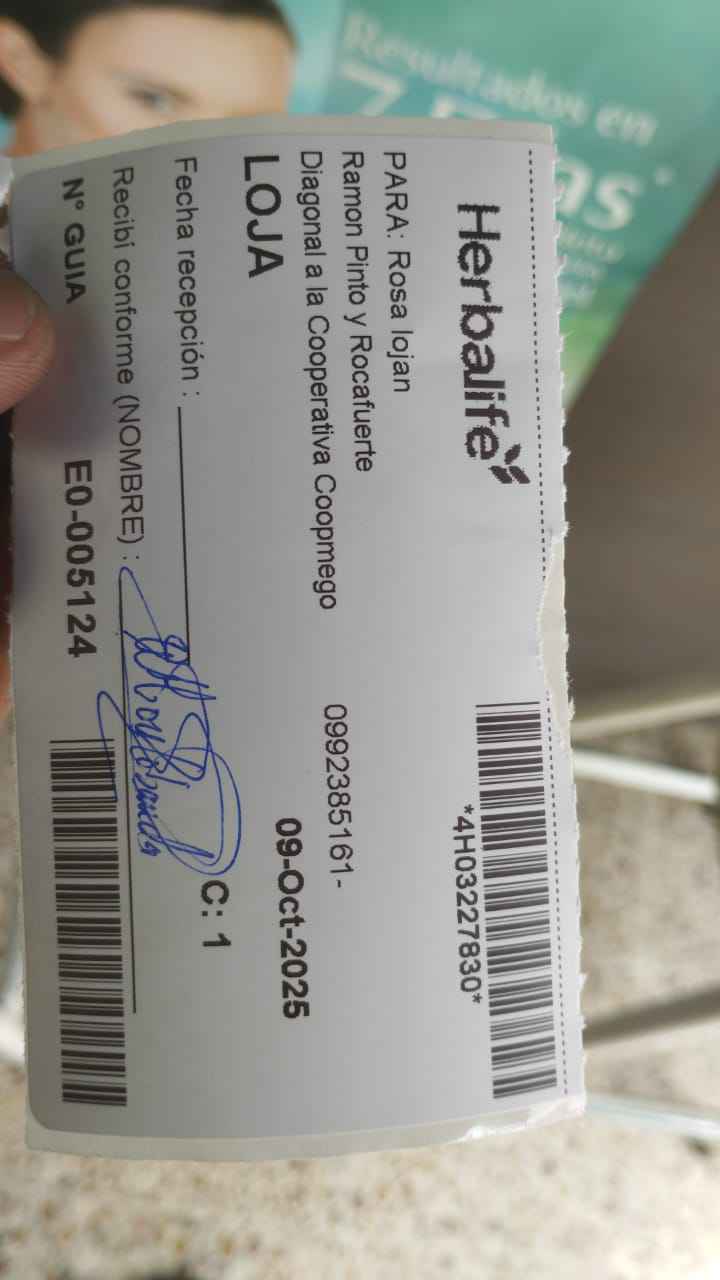 Resultados en
Herbalife
*4H03227830*
PARA: Rosa lojan
Ramon Pinto y Rocafuerte
Diagonal a la Cooperativa Coopmego
0992385161-
LOJA
09-Oct-2025
Fecha recepción :
C: 1
Recibí conforme (NOMBRE) :
N° GUIA
E0-005124